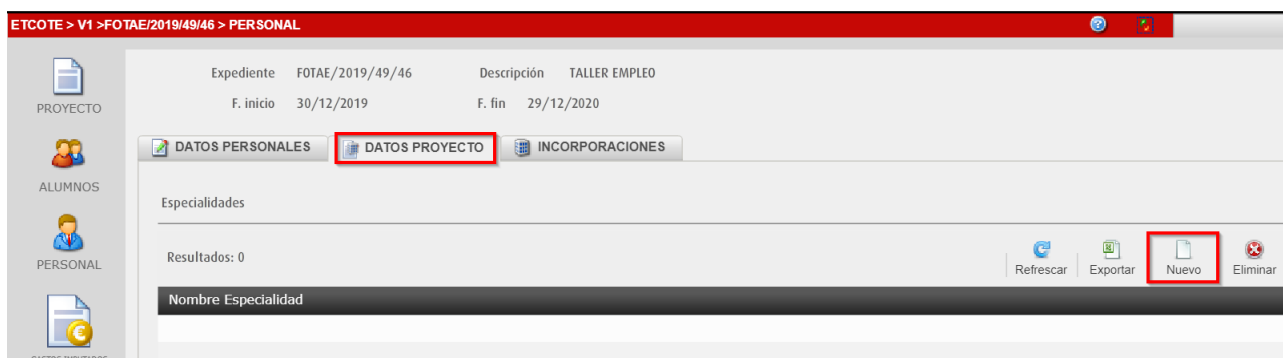 ETCOTE > V1 >FOTAE/2019/49/46 > PERSONAL
Expediente FOTAE/2019/49/46 Descripción TALLER EMPLEO
F. inicio 30/12/2019 F. fin 29/12/2020
PROYECTO
DATOS PERSONALES DATOS PROYECTO INCORPORACIONES
ALUMNOS
Especialidades
PERSONAL
Resultados: 0
Refrescar Exportar Nuevo Eliminar
Nombre Especialidad